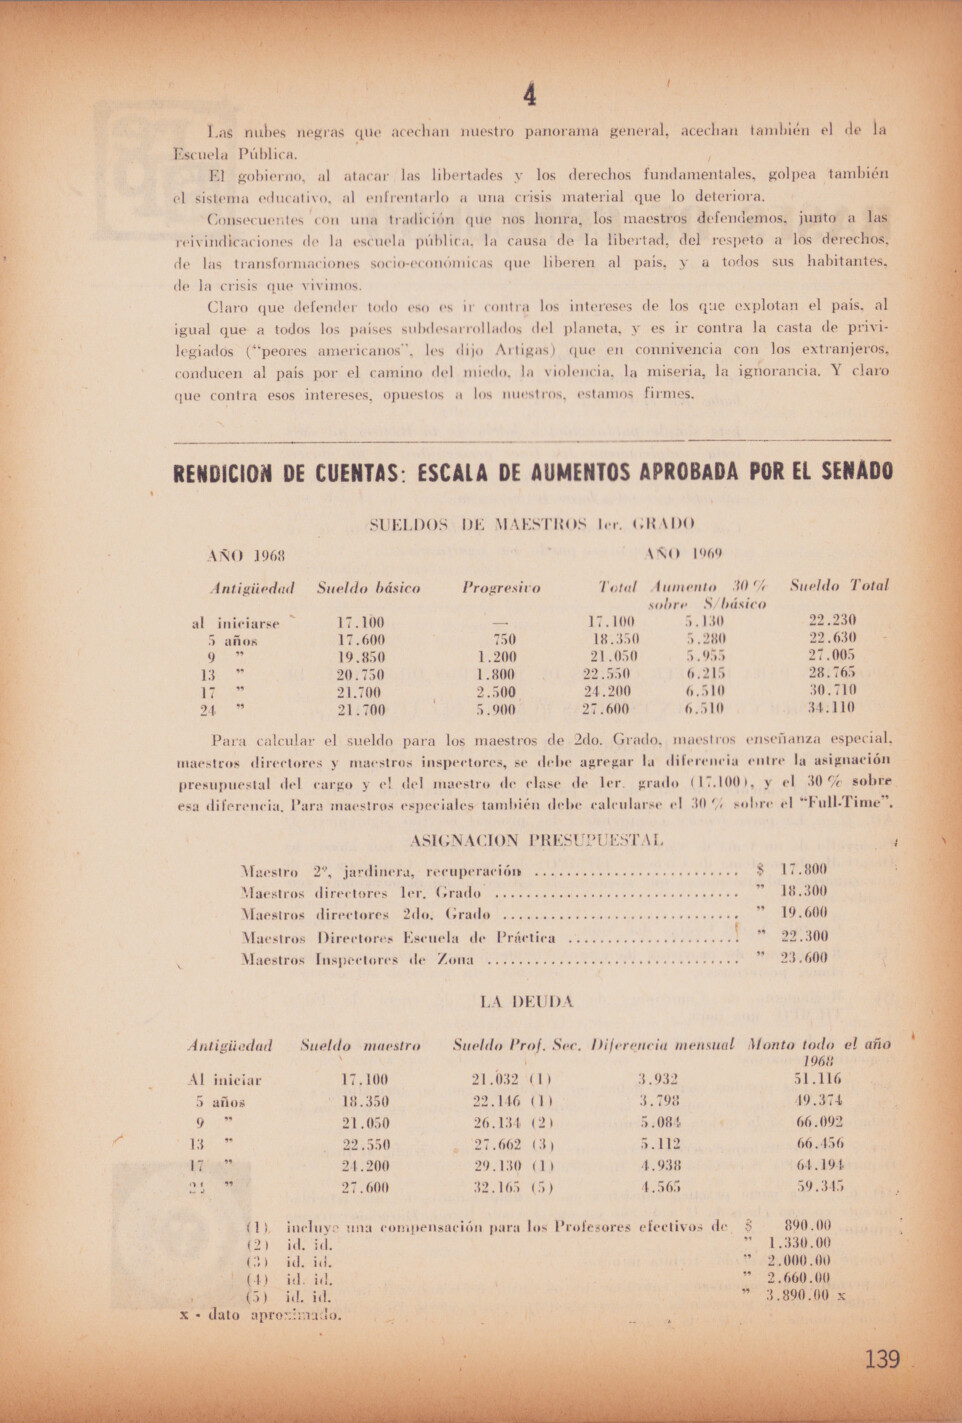 4
Las nubes negras que acechan nuestro panorama general, acechan también el de la
Escuela Pública.
El gobierno, al atacar las libertades y los derechos fundamentales, golpea también
el sistema educativo, al enfrentarlo a una crisis material que lo deteriora.
Consecuentes con una tradición que nos honra, los maestros defendemos, junto a las
reivindicaciones de la escuela pública, la causa de la libertad, del respeto a los derechos,
de las transformaciones socio-económicas que liberen al país, y a todos sus habitantes,
de la crisis que vivimos.
Claro que defender todo eso es ir contra los intereses de los que explotan el país, al
igual que a todos los países subdesarrollados del planeta, y es ir contra la casta de privi-
legiados ("peores americanos", les dijo Artigas) que en connivencia con los extranjeros,
conducen al país por el camino del miedo, la violencia, la miseria, la ignorancia. Y claro
que contra esos intereses, opuestos a los nuestros, estamos firmes.
RENDICION DE CUENTAS: ESCALA DE AUMENTOS APROBADA POR EL SENADO
SUELDOS DE MAESTROS 1er. GRADO
AÑO 1968 AÑO 1969
Antigüedad Sueldo básico Progresivo Total Aumento 30 % Sueldo Total
sobre S/básico
al iniciarse 17.100 — 17.100 5.130 22.230
5 años 17.600 750 18.350 5.280 22.630
9 " 19.850 1.200 21.050 5.955 27.005
13 " 20.750 1.800 22.550 6.215 28.765
17 " 21.700 2.500 24.200 6.510 30.710
24 " 21.700 5.900 27.600 6.510 34.110
Para calcular el sueldo para los maestros de 2do. Grado, maestros enseñanza especial,
maestros directores y maestros inspectores, se debe agregar la diferencia entre la asignación
presupuestal del cargo y el del maestro de clase de 1er. grado (17.100), y el 30 % sobre
esa diferencia. Para maestros especiales también debe calcularse el 30 % sobre el "Full-Time".
ASIGNACION PRESUPUESTAL
Maestro 2º, jardinera, recuperación ......................... $ 17.800
Maestros directores 1er. Grado ................................ " 18.300
Maestros directores 2do. Grado ............................. " 19.600
Maestros Directores Escuela de Práctica ..................... " 22.300
Maestros Inspectores de Zona ............................... " 23.600
LA DEUDA
Antigüedad Sueldo maestro Sueldo Prof. Sec. Diferencia mensual Monto todo el año
1968
Al iniciar 17.100 21.032 (1) 3.932 51.116
5 años 18.350 22.146 (1) 3.798 49.374
9 " 21.050 26.134 (2) 5.084 66.092
13 " 22.550 27.662 (3) 5.112 66.456
17 " 24.200 29.130 (1) 4.938 64.194
24 " 27.600 32.165 (5) 4.565 59.345
(1) incluye una compensación para los Profesores efectivos de $ 890.00
(2) id. id. " 1.330.00
(3) id. id. " 2.000.00
(4) id. id. " 2.660.00
(5) id. id. " 3.890.00 x
x - dato aproximado.
139